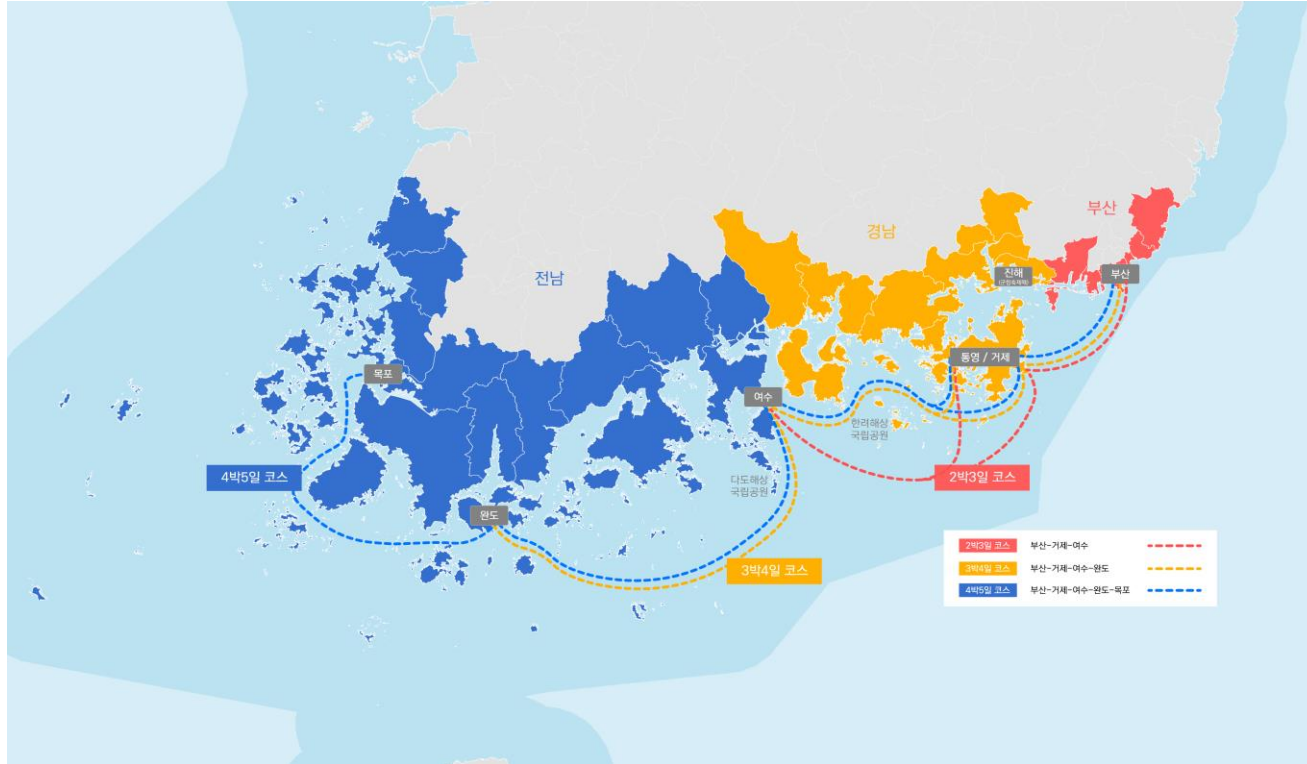 부산
경남
전남
진해
(군항축제체)
부산
통영 / 거제
목포
여수
한려해상
국립공원
4박5일 코스
2박3일 코스
다도해상
국립공원
완도
3박4일 코스
2박3일 코스 부산-거제-여수
3박4일 코스 부산-거제-여수-완도
4박5일 코스 부산-거제-여수-완도-목포